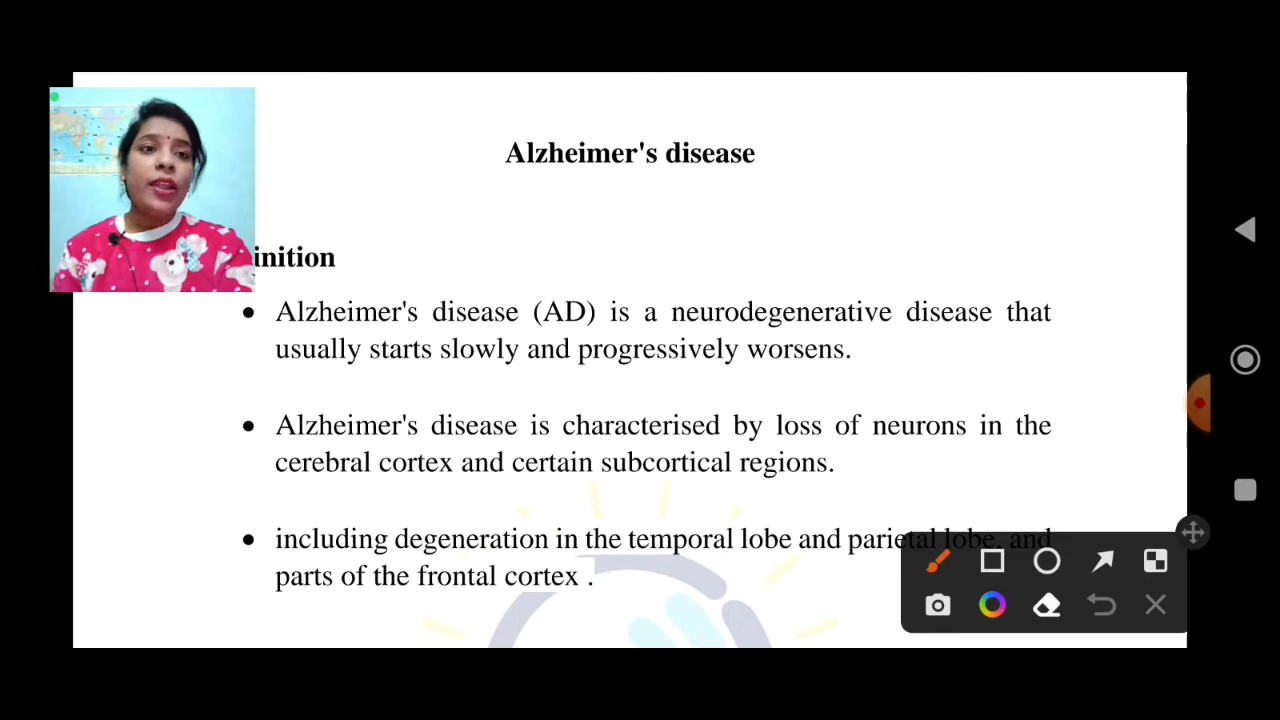 Alzheimer's disease
inition
• Alzheimer's disease (AD) is a neurodegenerative disease that
usually starts slowly and progressively worsens.
• Alzheimer's disease is characterised by loss of neurons in the
cerebral cortex and certain subcortical regions.
• including degeneration in the temporal lobe and parietal lobe, and
parts of the frontal cortex .